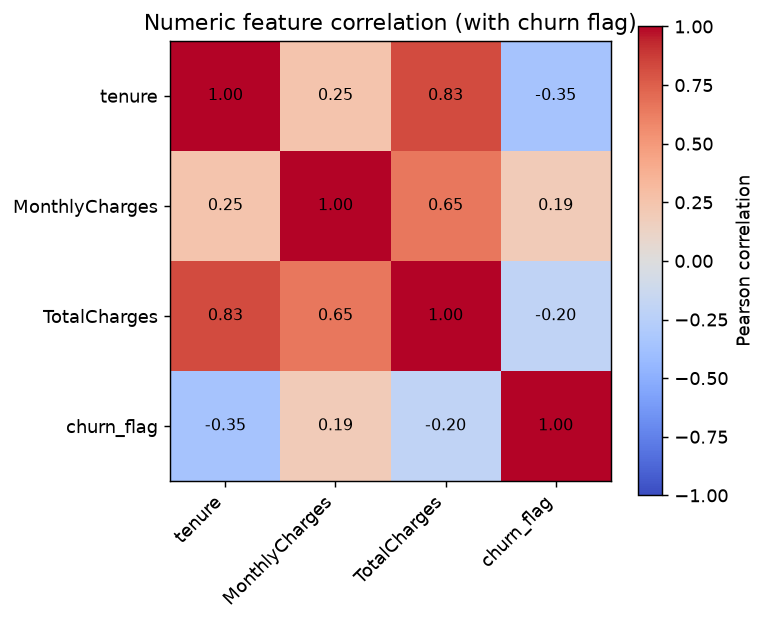 Numeric feature correlation (with churn flag)
tenure 1.00 0.25 0.83 -0.35
MonthlyCharges 0.25 1.00 0.65 0.19
TotalCharges 0.83 0.65 1.00 -0.20
churn_flag -0.35 0.19 -0.20 1.00
tenure MonthlyCharges TotalCharges churn_flag
1.00
0.75
0.50
0.25
0.00
−0.25
−0.50
−0.75
−1.00
Pearson correlation